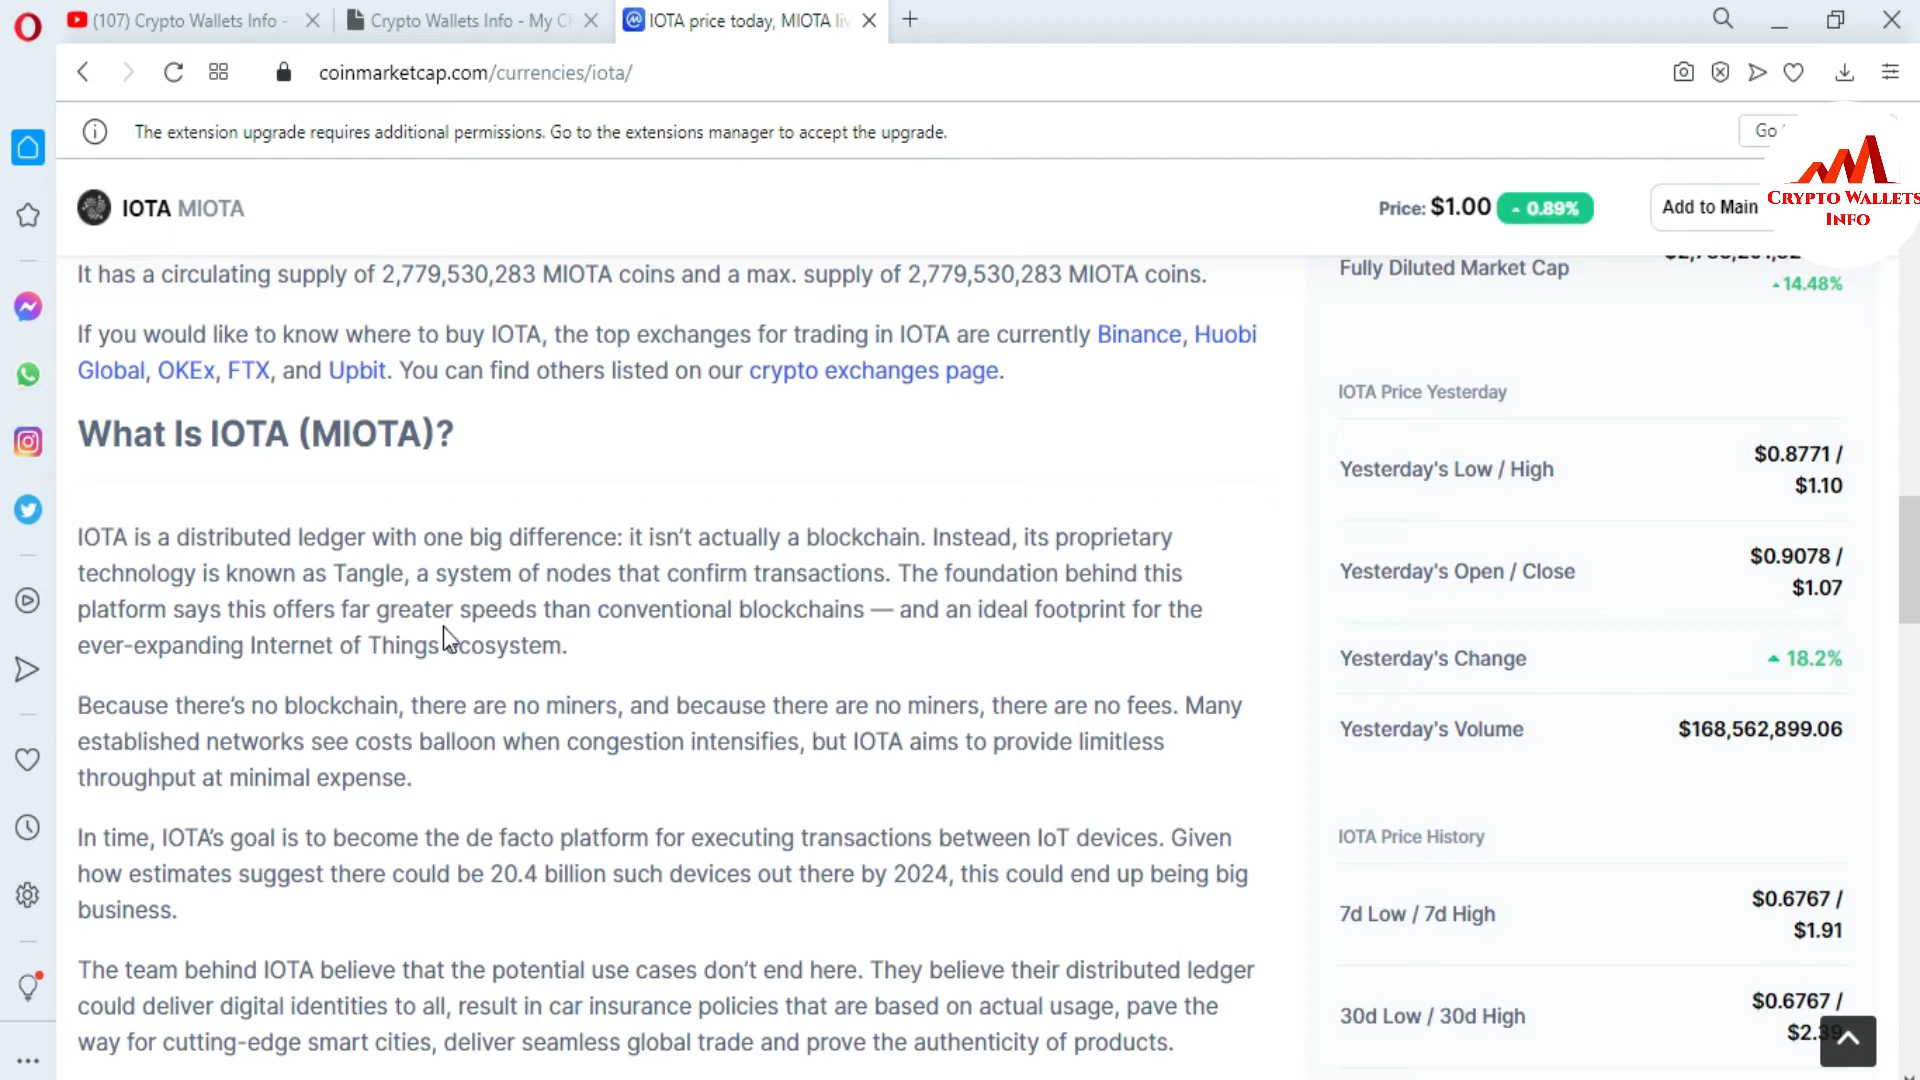 (107) Crypto Wallets Info -
Crypto Wallets Info - My C
IOTA price today, MIOTA li
coinmarketcap.com/currencies/iota/
The extension upgrade requires additional permissions. Go to the extensions manager to accept the upgrade.
Go
CRYPTO WALLETS
INFO
IOTA MIOTA
Price: $1.00 0.89%
Add to Main
It has a circulating supply of 2,779,530,283 MIOTA coins and a max. supply of 2,779,530,283 MIOTA coins.
If you would like to know where to buy IOTA, the top exchanges for trading in IOTA are currently Binance, Huobi
Global, OKEx, FTX, and Upbit. You can find others listed on our crypto exchanges page.
What Is IOTA (MIOTA)?
IOTA is a distributed ledger with one big difference: it isn’t actually a blockchain. Instead, its proprietary
technology is known as Tangle, a system of nodes that confirm transactions. The foundation behind this
platform says this offers far greater speeds than conventional blockchains — and an ideal footprint for the
ever-expanding Internet of Things ecosystem.
Because there’s no blockchain, there are no miners, and because there are no miners, there are no fees. Many
established networks see costs balloon when congestion intensifies, but IOTA aims to provide limitless
throughput at minimal expense.
In time, IOTA’s goal is to become the de facto platform for executing transactions between IoT devices. Given
how estimates suggest there could be 20.4 billion such devices out there by 2024, this could end up being big
business.
The team behind IOTA believe that the potential use cases don’t end here. They believe their distributed ledger
could deliver digital identities to all, result in car insurance policies that are based on actual usage, pave the
way for cutting-edge smart cities, deliver seamless global trade and prove the authenticity of products.
Fully Diluted Market Cap
14.48%
IOTA Price Yesterday
Yesterday's Low / High
$0.8771 /
$1.10
Yesterday's Open / Close
$0.9078 /
$1.07
Yesterday's Change
18.2%
Yesterday's Volume
$168,562,899.06
IOTA Price History
7d Low / 7d High
$0.6767 /
$1.91
30d Low / 30d High
$0.6767 /
$2.39